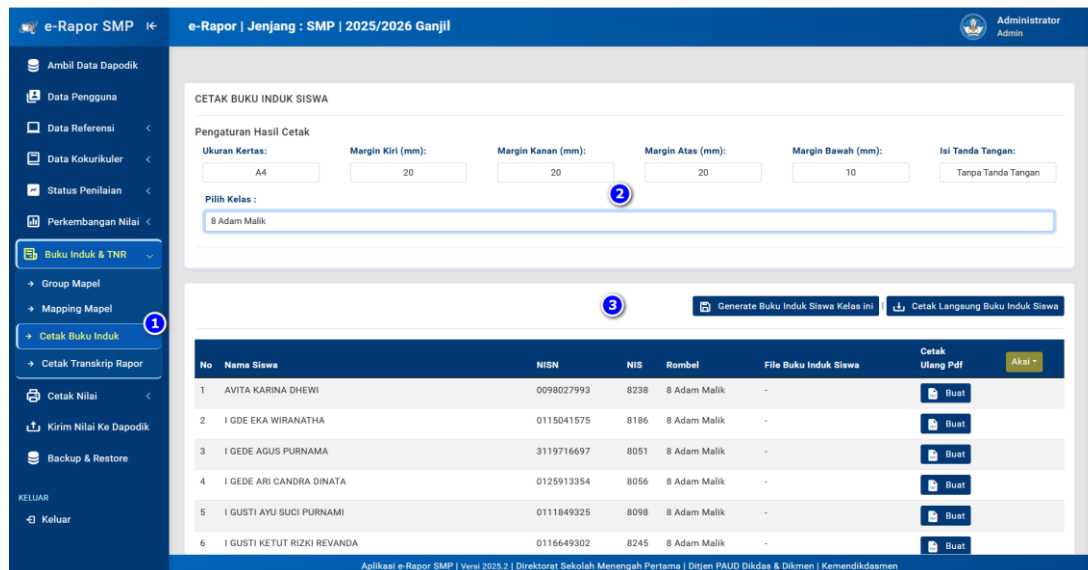 e-Rapor SMP
e-Rapor | Jenjang : SMP | 2025/2026 Ganjil
Administrator
Admin
Ambil Data Dapodik
Data Pengguna
Data Referensi
Data Kokurikuler
Status Penilaian
Perkembangan Nilai
Buku Induk & TNR
Group Mapel
Mapping Mapel
1
Cetak Buku Induk
Cetak Transkrip Rapor
Cetak Nilai
Kirim Nilai Ke Dapodik
Backup & Restore
KELUAR
Keluar
CETAK BUKU INDUK SISWA
Pengaturan Hasil Cetak
Ukuran Kertas: Margin Kiri (mm): Margin Kanan (mm): Margin Atas (mm): Margin Bawah (mm): Isi Tanda Tangan:
A4 20 20 20 10 Tanpa Tanda Tangan
2
Pilih Kelas :
8 Adam Malik
3
Generate Buku Induk Siswa Kelas ini | Cetak Langsung Buku Induk Siswa
No Nama Siswa NISN NIS Rombel File Buku Induk Siswa Cetak Ulang Pdf Aksi
1 AVITA KARINA DHEWI 0098027993 8238 8 Adam Malik - Buat
2 I GDE EKA WIRANATHA 0115041575 8186 8 Adam Malik - Buat
3 I GEDE AGUS PURNAMA 3119716697 8051 8 Adam Malik - Buat
4 I GEDE ARI CANDRA DINATA 0125913354 8056 8 Adam Malik - Buat
5 I GUSTI AYU SUCI PURNAMI 0111849325 8098 8 Adam Malik - Buat
6 I GUSTI KETUT RIZKI REVANDA 0116649302 8245 8 Adam Malik - Buat
Aplikasi e-Rapor SMP | Versi 2025.2 | Direktorat Sekolah Menengah Pertama | Ditjen PAUD Dikdas & Dikmen | Kemendikdasmen